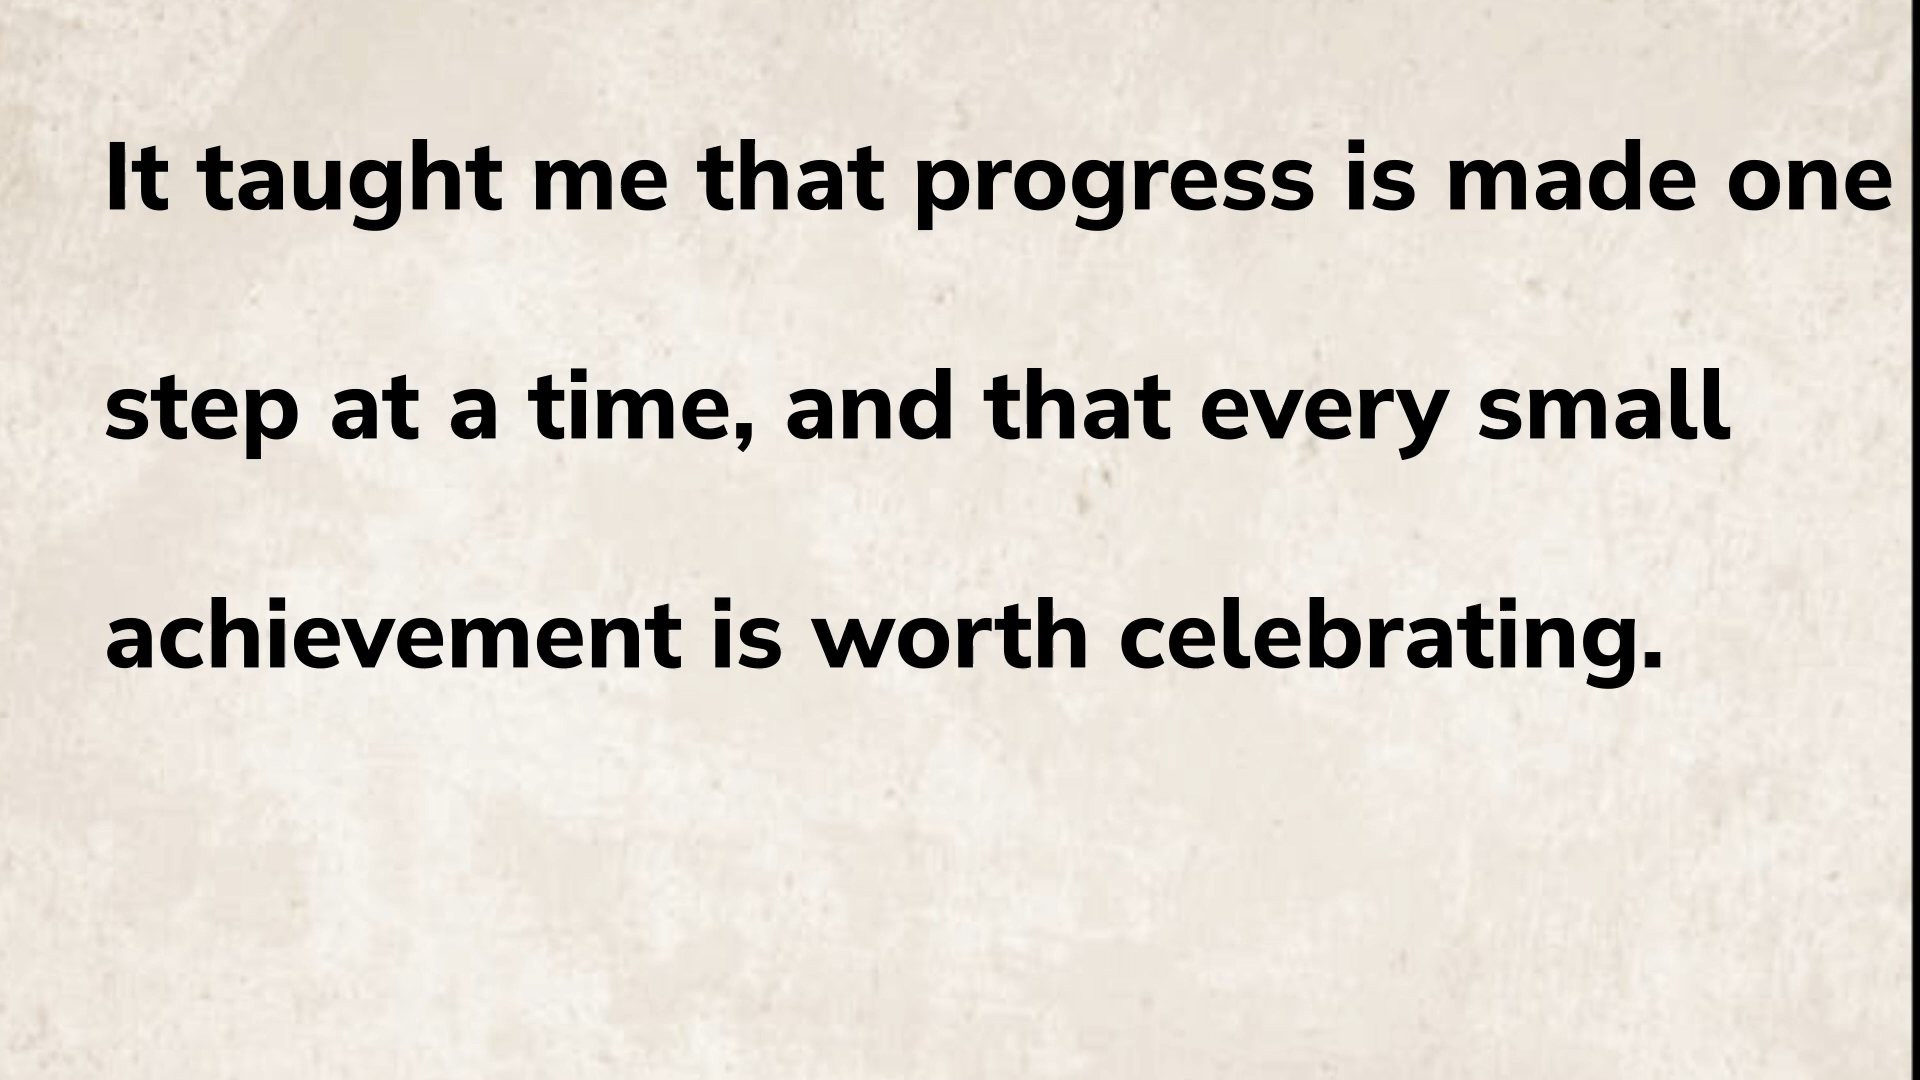 It taught me that progress is made one
step at a time, and that every small
achievement is worth celebrating.